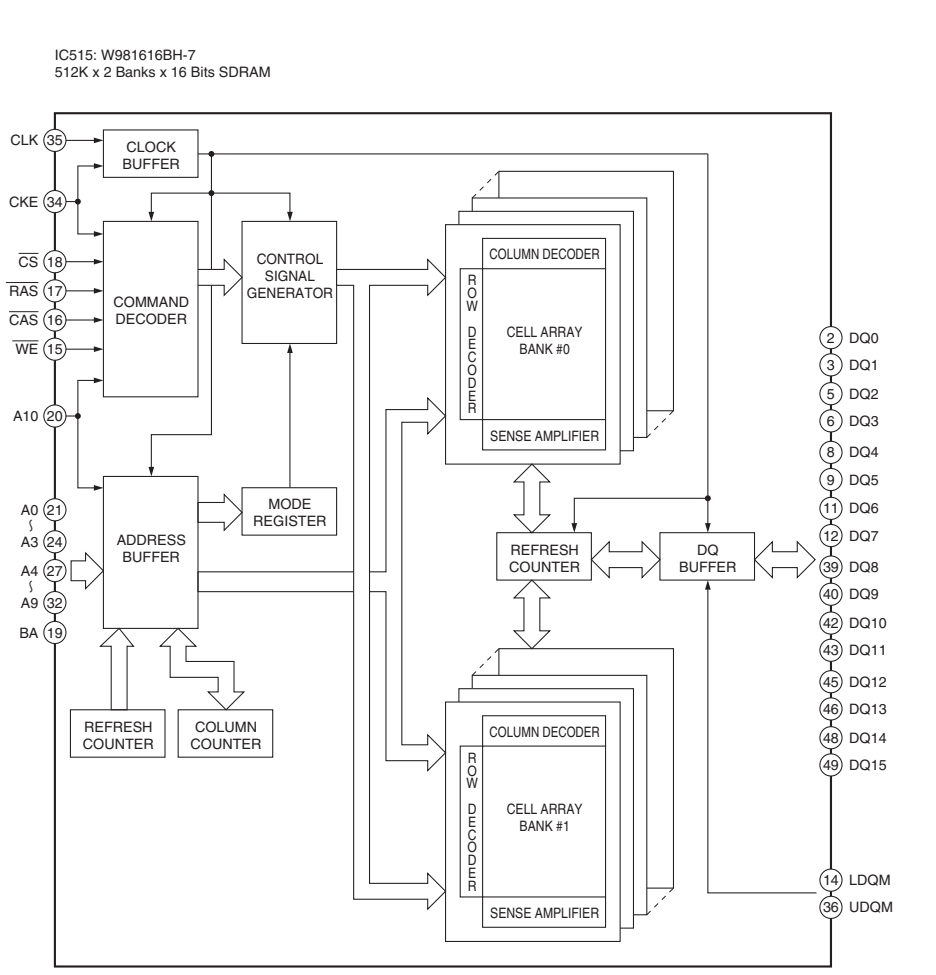 IC515: W981616BH-7
512K x 2 Banks x 16 Bits SDRAM
CLK 35
CKE 34
CS 18
RAS 17
CAS 16
WE 15
A10 20
A0 21
~
A3 24
A4 27
~
A9 32
BA 19
CLOCK
BUFFER
COMMAND
DECODER
CONTROL
SIGNAL
GENERATOR
ADDRESS
BUFFER
MODE
REGISTER
REFRESH
COUNTER
COLUMN
COUNTER
COLUMN DECODER
ROW DECODER
CELL ARRAY
BANK #0
SENSE AMPLIFIER
REFRESH
COUNTER
DQ
BUFFER
COLUMN DECODER
ROW DECODER
CELL ARRAY
BANK #1
SENSE AMPLIFIER
2 DQ0
3 DQ1
5 DQ2
6 DQ3
8 DQ4
9 DQ5
11 DQ6
12 DQ7
39 DQ8
40 DQ9
42 DQ10
43 DQ11
45 DQ12
46 DQ13
48 DQ14
49 DQ15
14 LDQM
36 UDQM